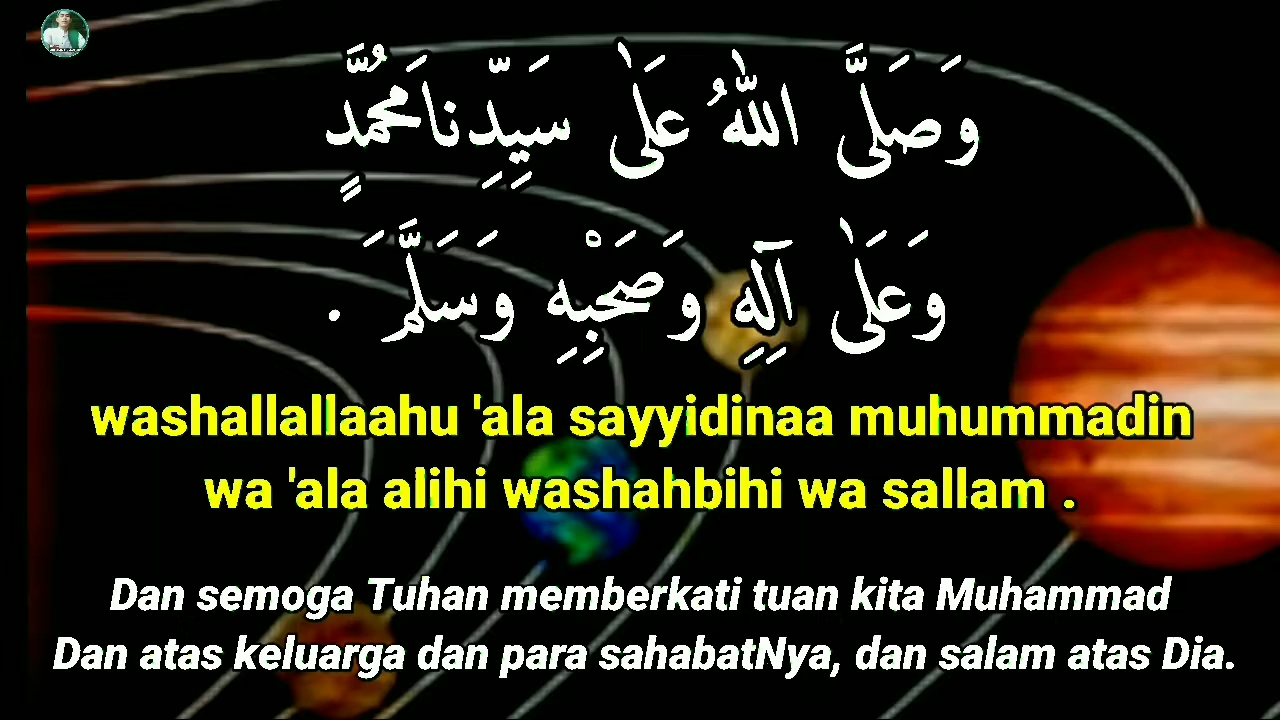 وَصَلَّى اللهُ عَلَىٰ سَيِّدِنَا مُحَمَّدٍ
وَعَلَىٰ آلِهِ وَصَحْبِهِ وَسَلَّمَ .
washallallaahu 'ala sayyidinaa muhummadin
wa 'ala alihi washahbihi wa sallam .
Dan semoga Tuhan memberkati tuan kita Muhammad
Dan atas keluarga dan para sahabatNya, dan salam atas Dia.